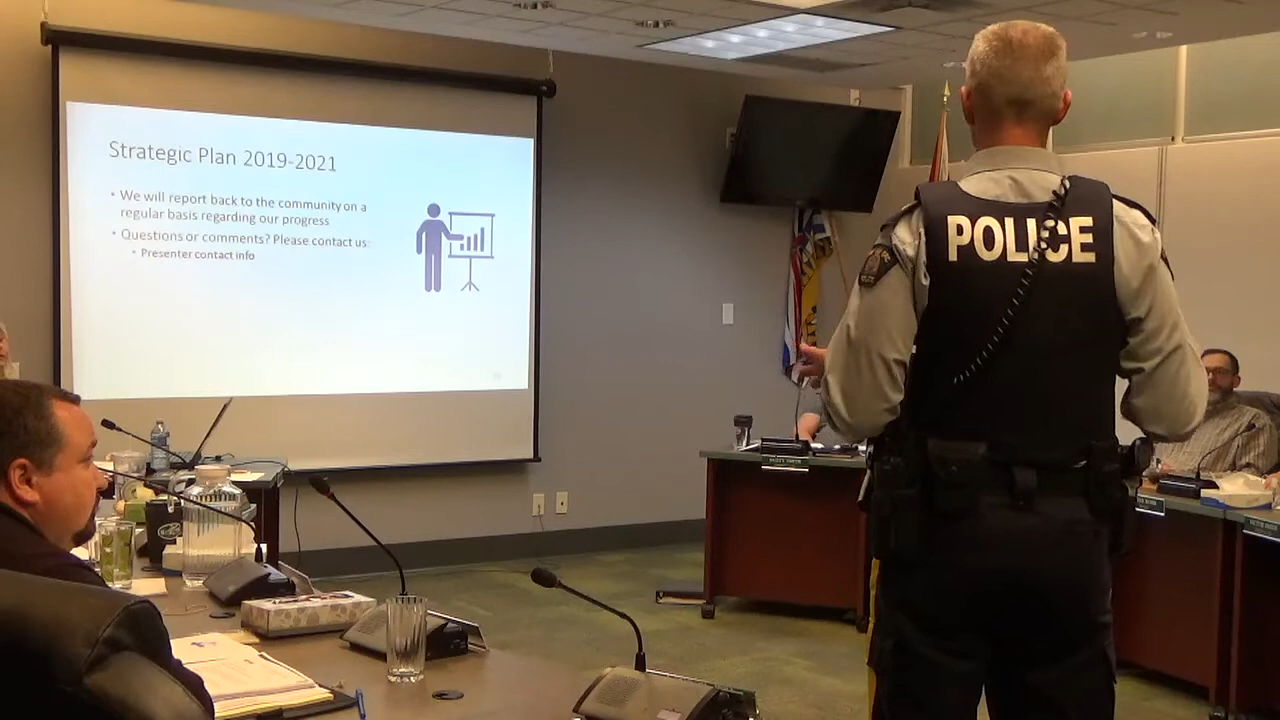 Strategic Plan 2019-2021
• We will report back to the community on a
regular basis regarding our progress
• Questions or comments? Please contact us:
• Presenter contact info
POLICE